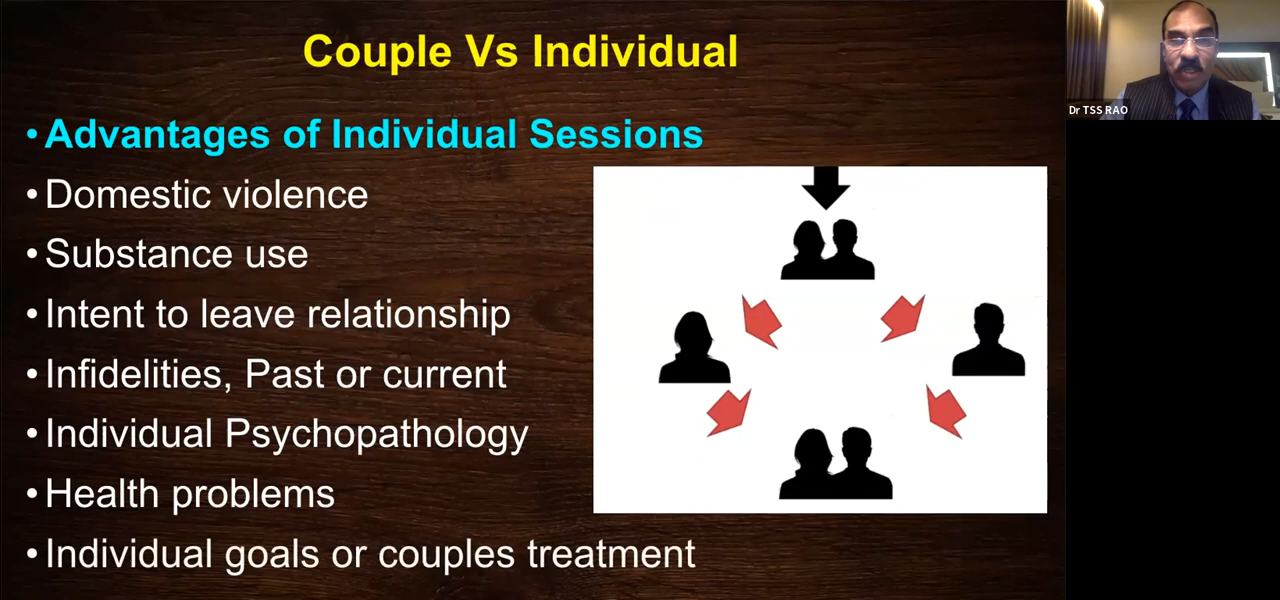 Couple Vs Individual
• Advantages of Individual Sessions
• Domestic violence
• Substance use
• Intent to leave relationship
• Infidelities, Past or current
• Individual Psychopathology
• Health problems
• Individual goals or couples treatment
Dr TSS RAO